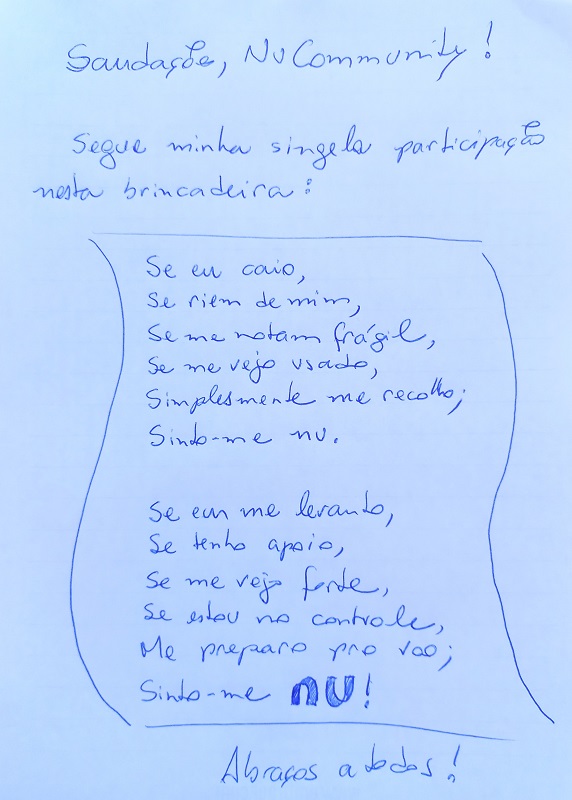 Saudações, NuCommunity!
Segue minha singela participação
nesta brincadeira:
Se eu caio,
Se riem de mim,
Se me notam frágil,
Se me vejo usado,
Simplesmente me recolho;
Sinto-me nu.
Se eu me levanto,
Se tenho apoio,
Se me vejo forte,
Se estou no controle,
Me preparo pro voo;
Sinto-me nu!
Abraços a todos!